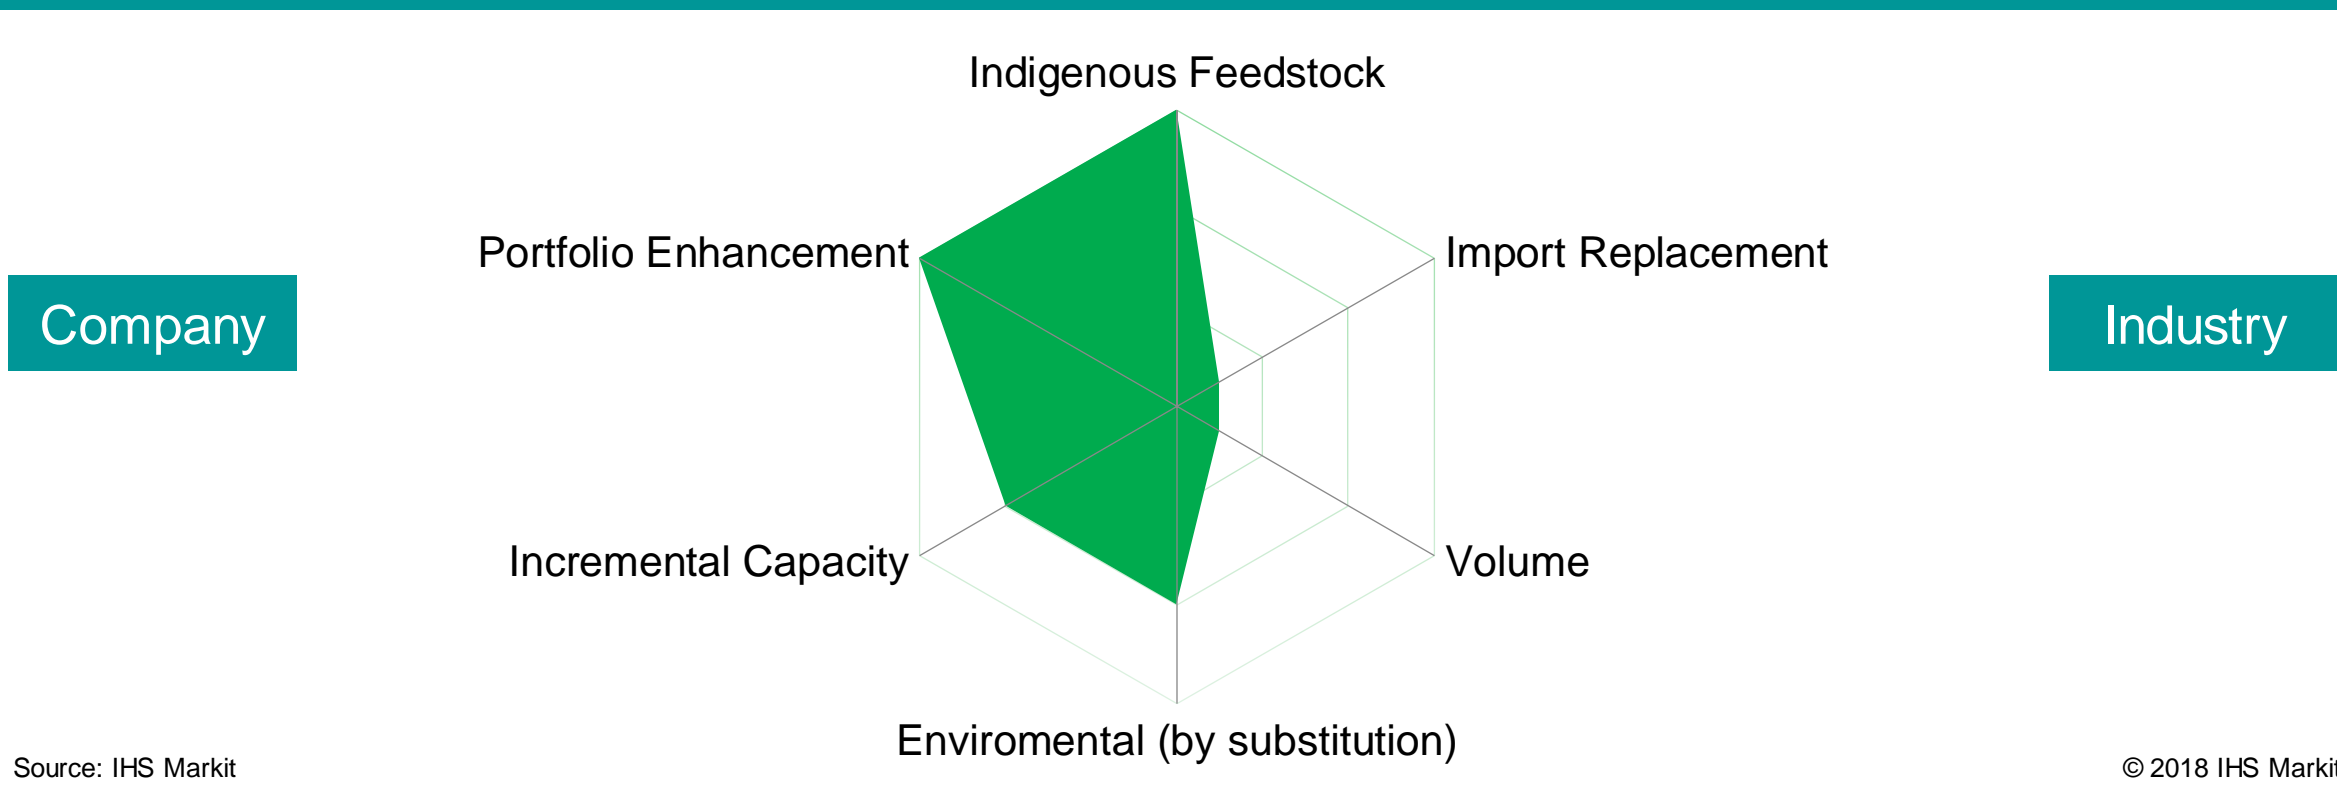 Indigenous Feedstock
Portfolio Enhancement
Import Replacement
Company
Industry
Incremental Capacity
Volume
Enviromental (by substitution)
Source: IHS Markit
© 2018 IHS Markit